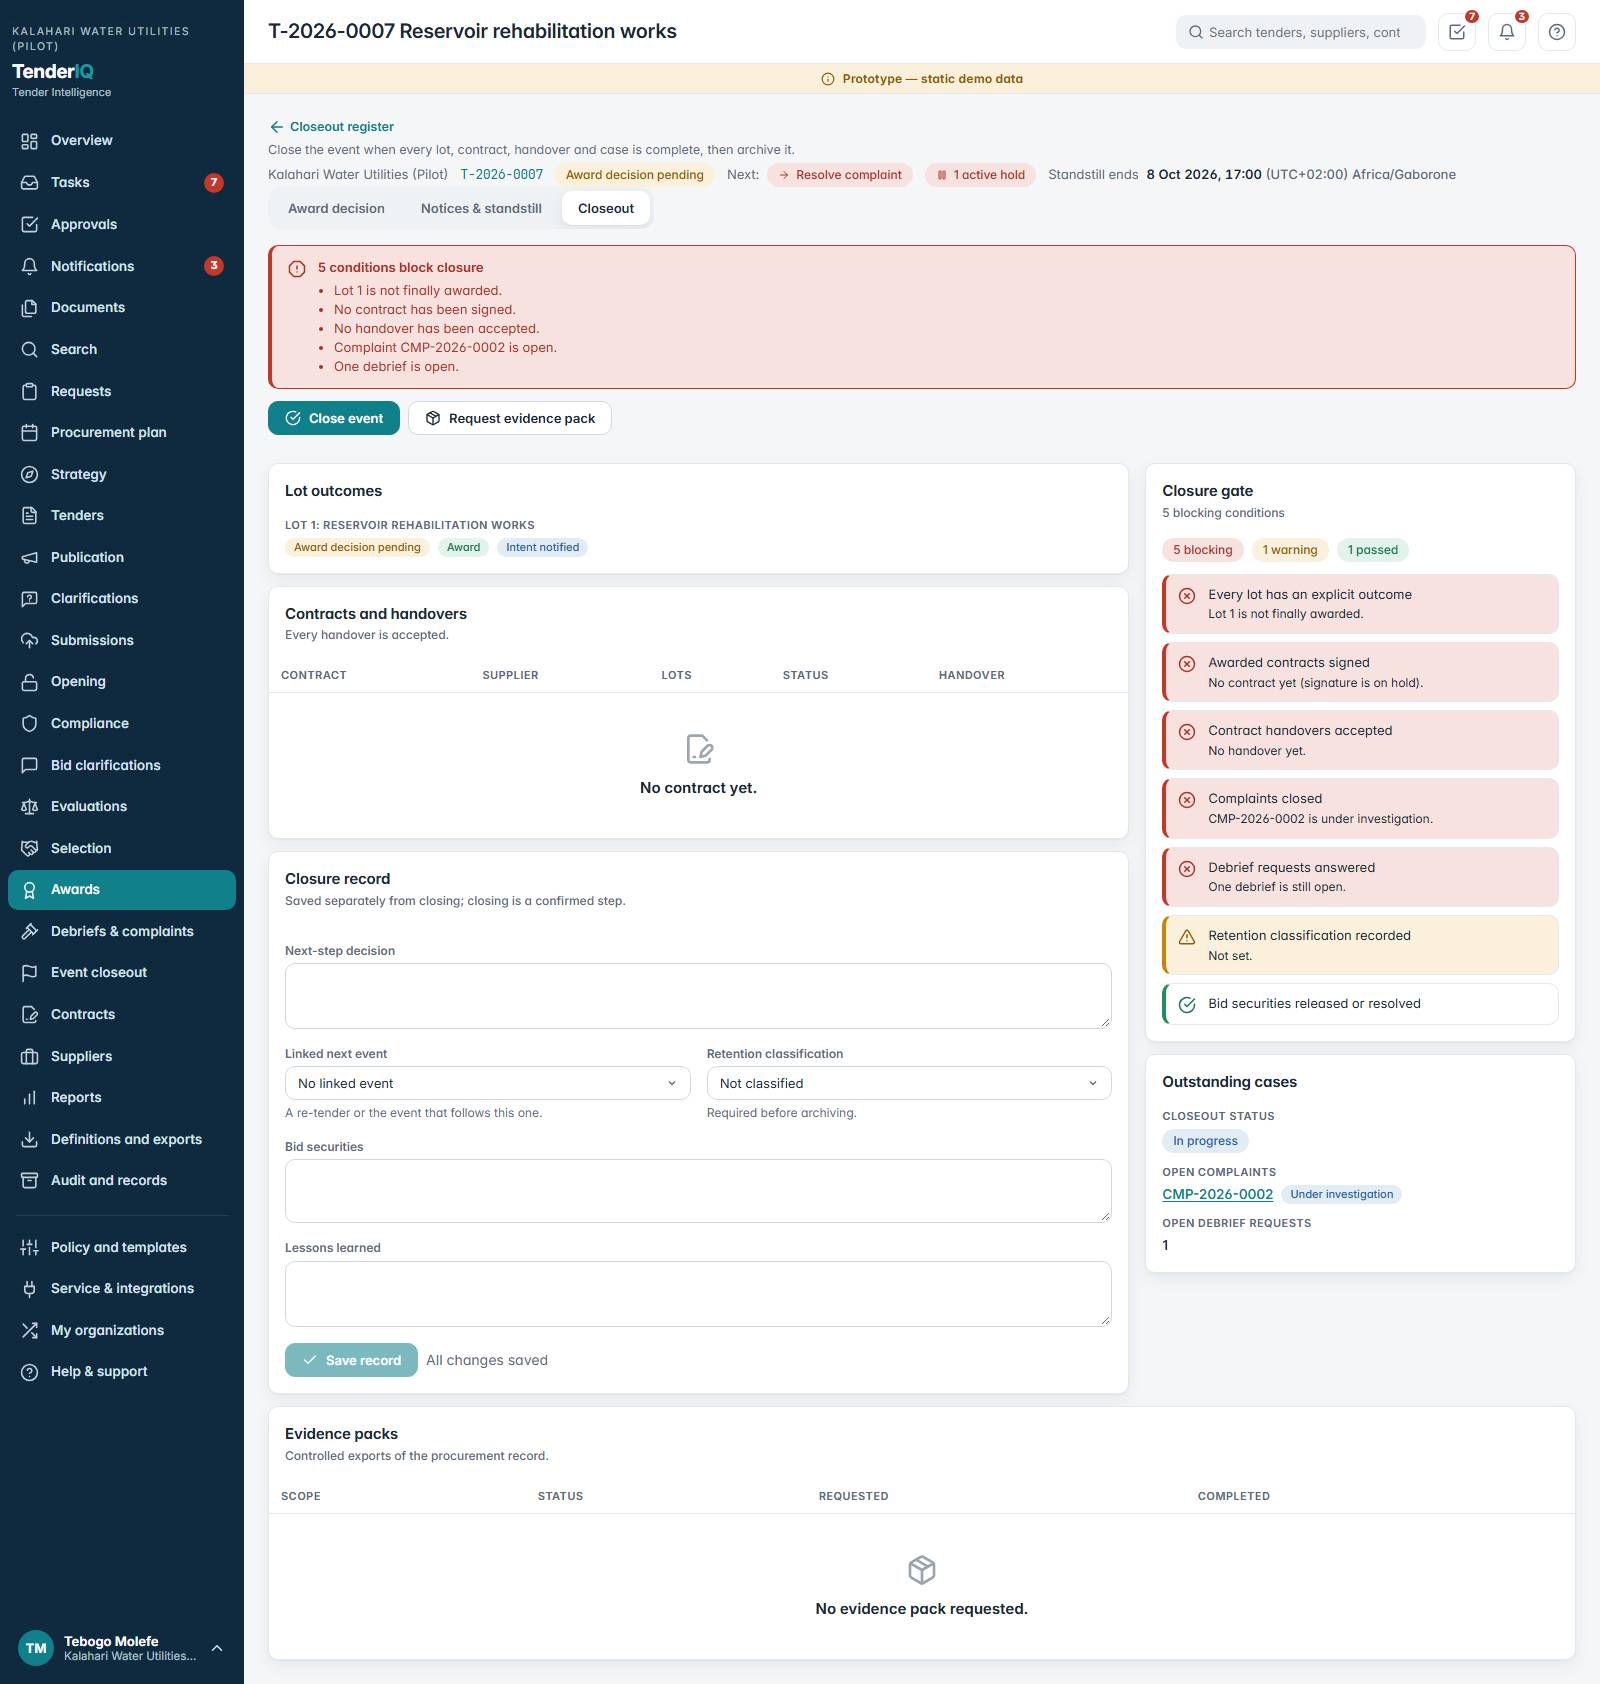 KALAHARI WATER UTILITIES
(PILOT)
TenderIQ
Tender Intelligence
Overview
Tasks 7
Approvals
Notifications 3
Documents
Search
Requests
Procurement plan
Strategy
Tenders
Publication
Clarifications
Submissions
Opening
Compliance
Bid clarifications
Evaluations
Selection
Awards
Debriefs & complaints
Event closeout
Contracts
Suppliers
Reports
Definitions and exports
Audit and records
Policy and templates
Service & integrations
My organizations
Help & support
TM
Tebogo Molefe
Kalahari Water Utilities...
T-2026-0007 Reservoir rehabilitation works
Search tenders, suppliers, cont
7
3
Prototype — static demo data
Closeout register
Close the event when every lot, contract, handover and case is complete, then archive it.
Kalahari Water Utilities (Pilot) T-2026-0007 Award decision pending Next: Resolve complaint 1 active hold Standstill ends 8 Oct 2026, 17:00 (UTC+02:00) Africa/Gaborone
Award decision Notices & standstill Closeout
5 conditions block closure
• Lot 1 is not finally awarded.
• No contract has been signed.
• No handover has been accepted.
• Complaint CMP-2026-0002 is open.
• One debrief is open.
Close event Request evidence pack
Lot outcomes
LOT 1: RESERVOIR REHABILITATION WORKS
Award decision pending Award Intent notified
Contracts and handovers
Every handover is accepted.
CONTRACT SUPPLIER LOTS STATUS HANDOVER
No contract yet.
Closure record
Saved separately from closing; closing is a confirmed step.
Next-step decision
Linked next event Retention classification
No linked event Not classified
A re-tender or the event that follows this one. Required before archiving.
Bid securities
Lessons learned
Save record All changes saved
Closure gate
5 blocking conditions
5 blocking 1 warning 1 passed
Every lot has an explicit outcome
Lot 1 is not finally awarded.
Awarded contracts signed
No contract yet (signature is on hold).
Contract handovers accepted
No handover yet.
Complaints closed
CMP-2026-0002 is under investigation.
Debrief requests answered
One debrief is still open.
Retention classification recorded
Not set.
Bid securities released or resolved
Outstanding cases
CLOSEOUT STATUS
In progress
OPEN COMPLAINTS
CMP-2026-0002 Under investigation
OPEN DEBRIEF REQUESTS
1
Evidence packs
Controlled exports of the procurement record.
SCOPE STATUS REQUESTED COMPLETED
No evidence pack requested.